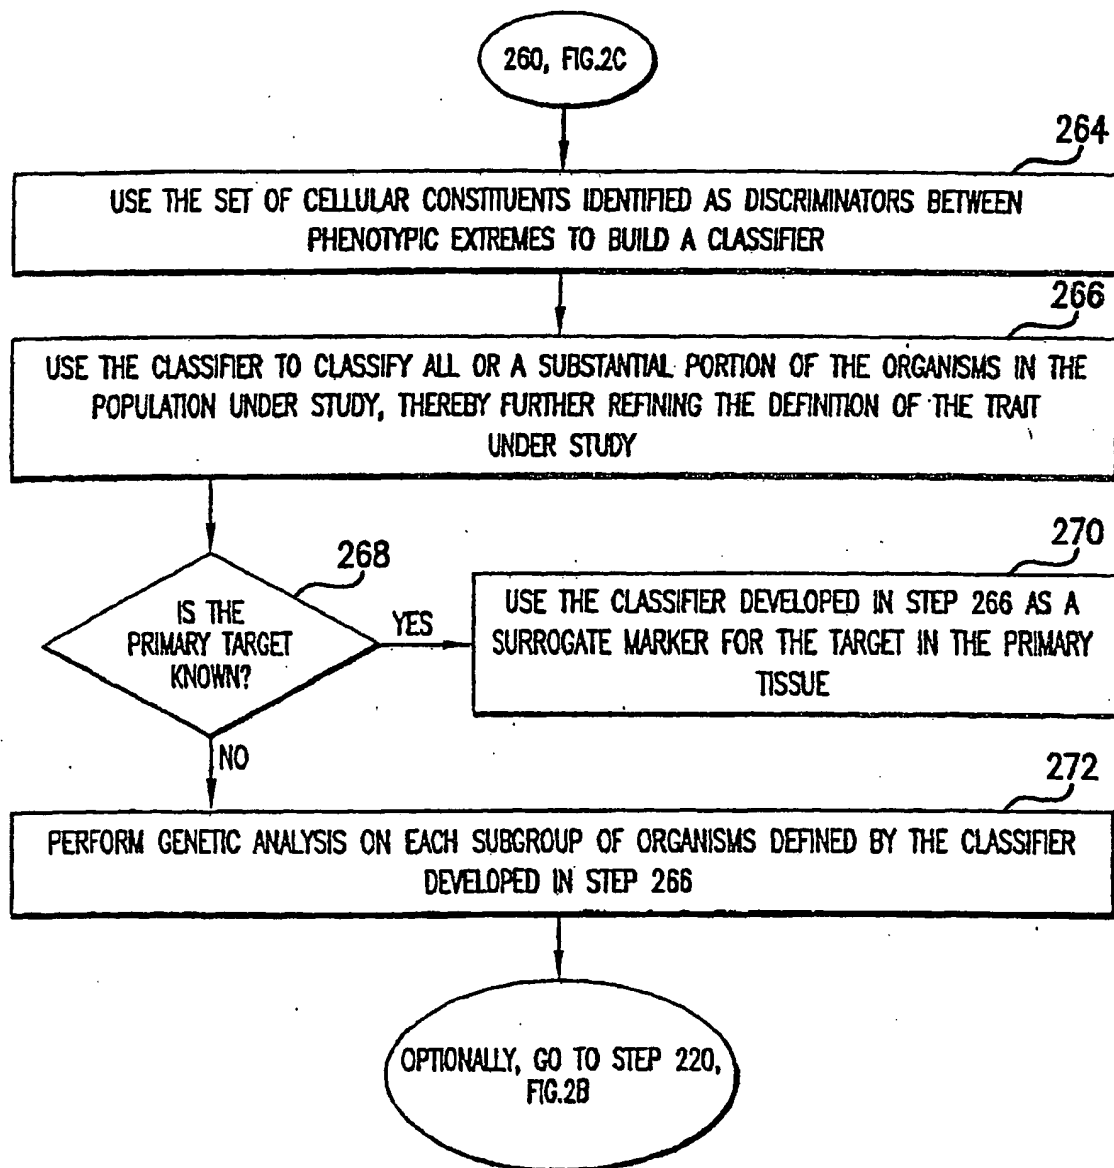 260, FIG.2C
264
USE THE SET OF CELLULAR CONSTITUENTS IDENTIFIED AS DISCRIMINATORS BETWEEN
PHENOTYPIC EXTREMES TO BUILD A CLASSIFIER
266
USE THE CLASSIFIER TO CLASSIFY ALL OR A SUBSTANTIAL PORTION OF THE ORGANISMS IN THE
POPULATION UNDER STUDY, THEREBY FURTHER REFINING THE DEFINITION OF THE TRAIT
UNDER STUDY
268
IS THE
PRIMARY TARGET
KNOWN?
YES
270
USE THE CLASSIFIER DEVELOPED IN STEP 266 AS A
SURROGATE MARKER FOR THE TARGET IN THE PRIMARY
TISSUE
NO
272
PERFORM GENETIC ANALYSIS ON EACH SUBGROUP OF ORGANISMS DEFINED BY THE CLASSIFIER
DEVELOPED IN STEP 266
OPTIONALLY, GO TO STEP 220,
FIG.2B